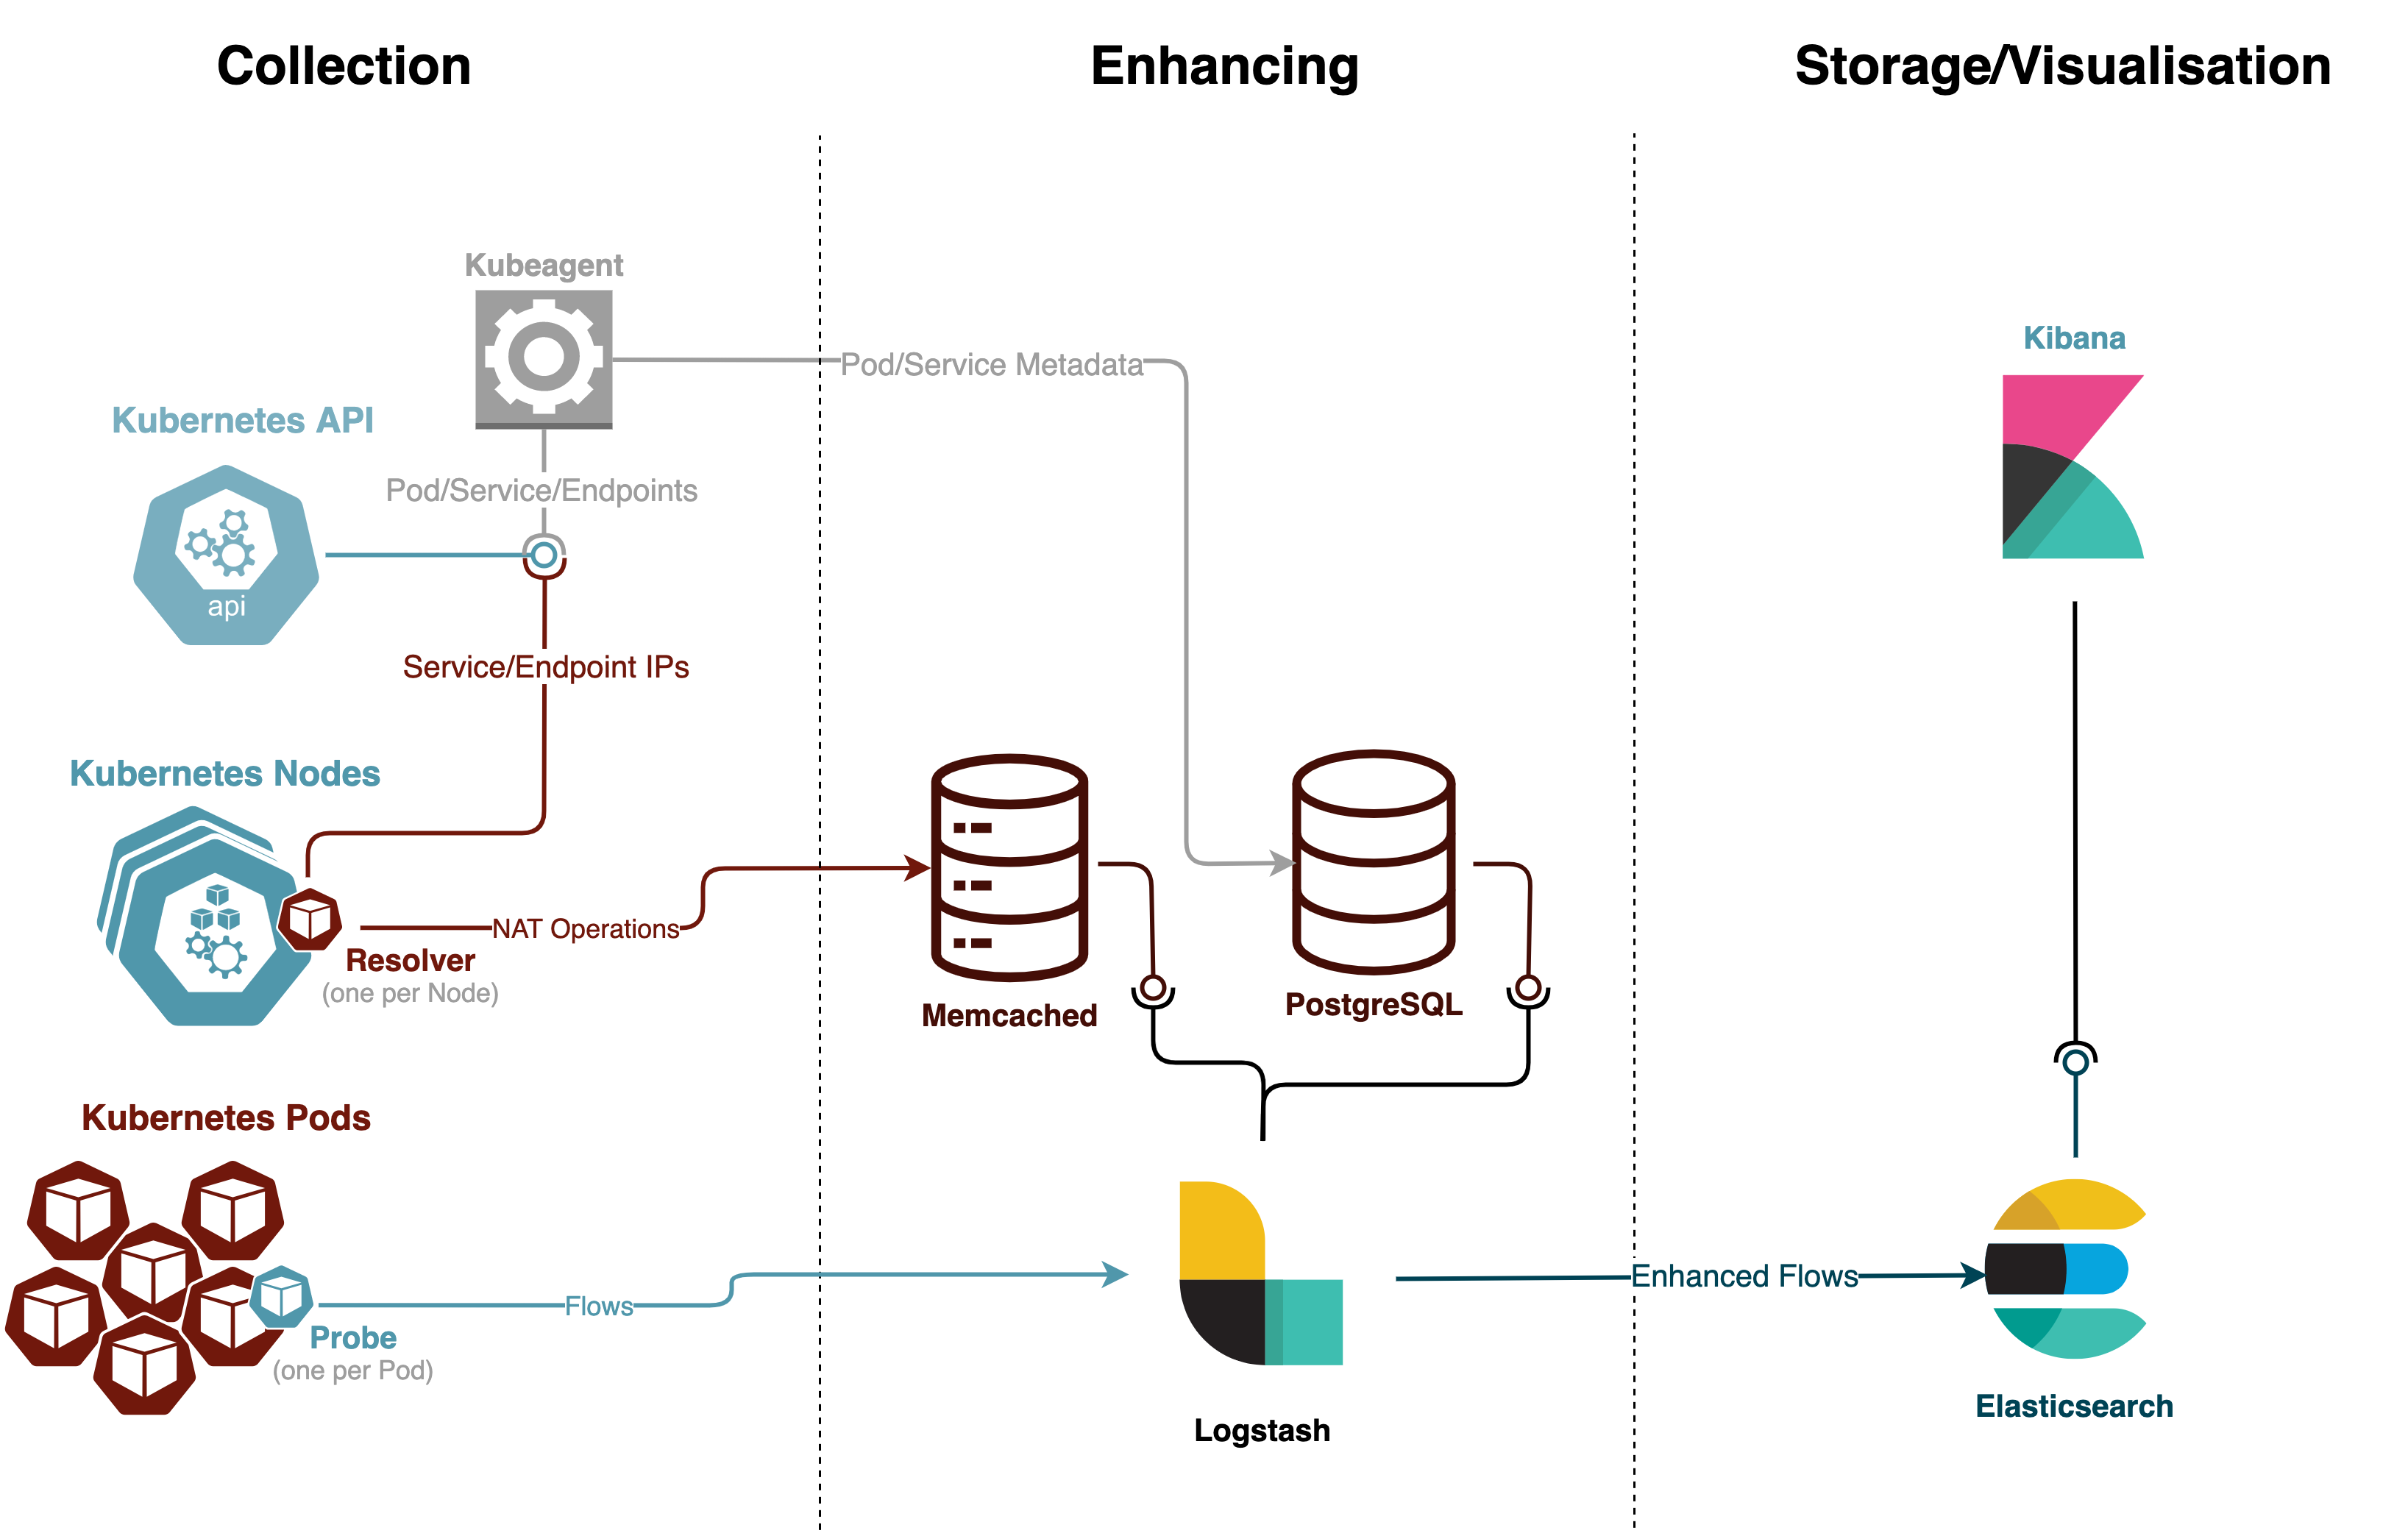 Collection
Enhancing
Storage/Visualisation
Kubeagent
Pod/Service Metadata
Kibana
Kubernetes API
Pod/Service/Endpoints
api
Service/Endpoint IPs
Kubernetes Nodes
NAT Operations
Resolver
(one per Node)
Memcached
PostgreSQL
Kubernetes Pods
Flows
Probe
(one per Pod)
Enhanced Flows
Logstash
Elasticsearch